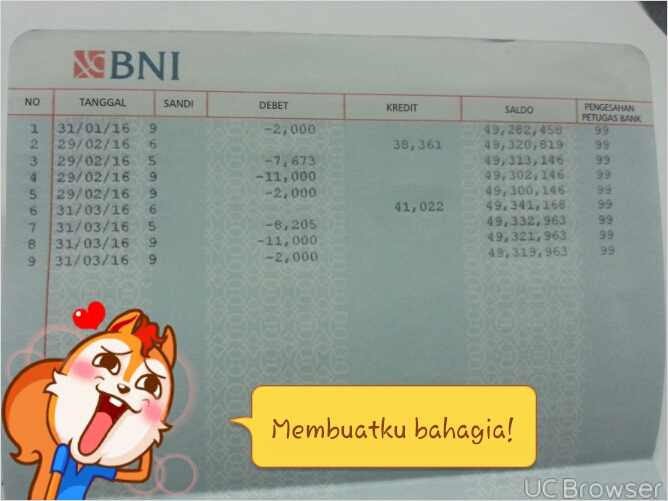 BNI
NO TANGGAL SANDI DEBET KREDIT SALDO PENGESAHAN PETUGAS BANK
1 31/01/16 9 -2,000 49,282,458 99
2 29/02/16 6 38,361 49,320,819 99
3 29/02/16 5 -7,673 49,313,146 99
4 29/02/16 9 -11,000 49,302,146 99
5 29/02/16 9 -2,000 49,300,146 99
6 31/03/16 6 41,022 49,341,168 99
7 31/03/16 5 -8,205 49,332,963 99
8 31/03/16 9 -11,000 49,321,963 99
9 31/03/16 9 -2,000 49,319,963 99
Membuatku bahagia!
UC Browser